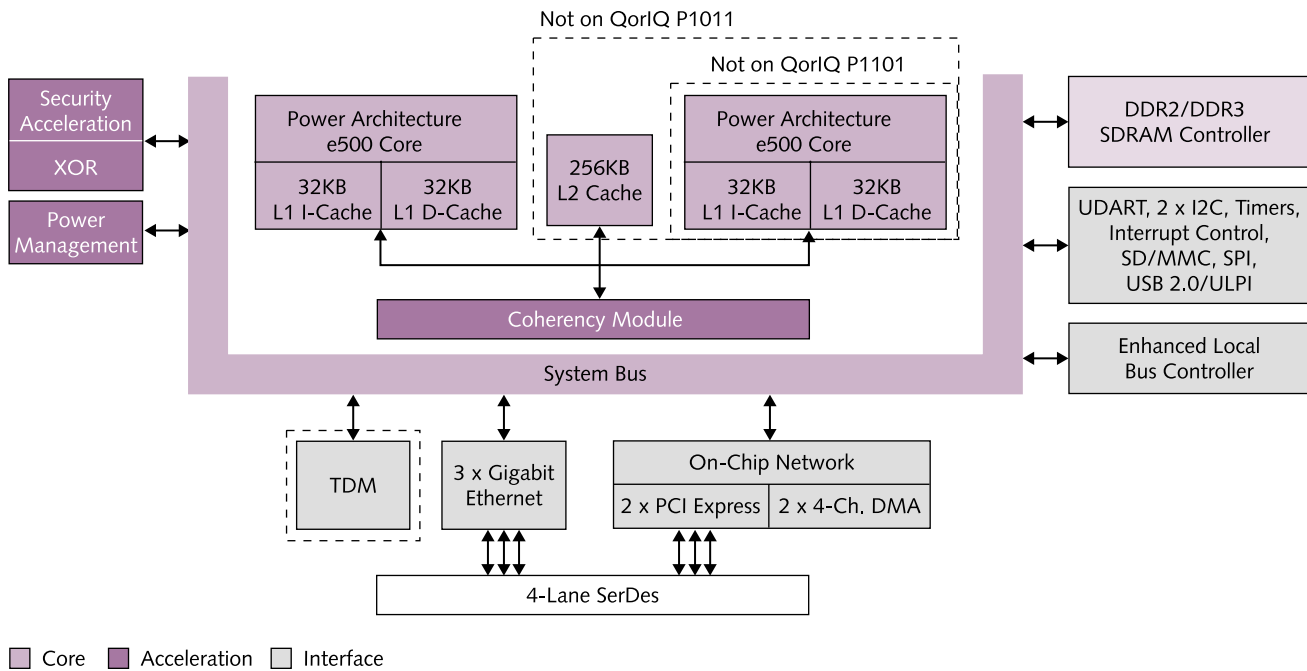 Not on QorIQ P1011
Not on QorIQ P1101
Security
Acceleration
XOR
Power
Management
Power Architecture
e500 Core
32KB
L1 I-Cache
32KB
L1 D-Cache
256KB
L2 Cache
Power Architecture
e500 Core
32KB
L1 I-Cache
32KB
L1 D-Cache
Coherency Module
System Bus
DDR2/DDR3
SDRAM Controller
UDART, 2 x I2C, Timers,
Interrupt Control,
SD/MMC, SPI,
USB 2.0/ULPI
Enhanced Local
Bus Controller
TDM
3 x Gigabit
Ethernet
On-Chip Network
2 x PCI Express
2 x 4-Ch. DMA
4-Lane SerDes
Core
Acceleration
Interface